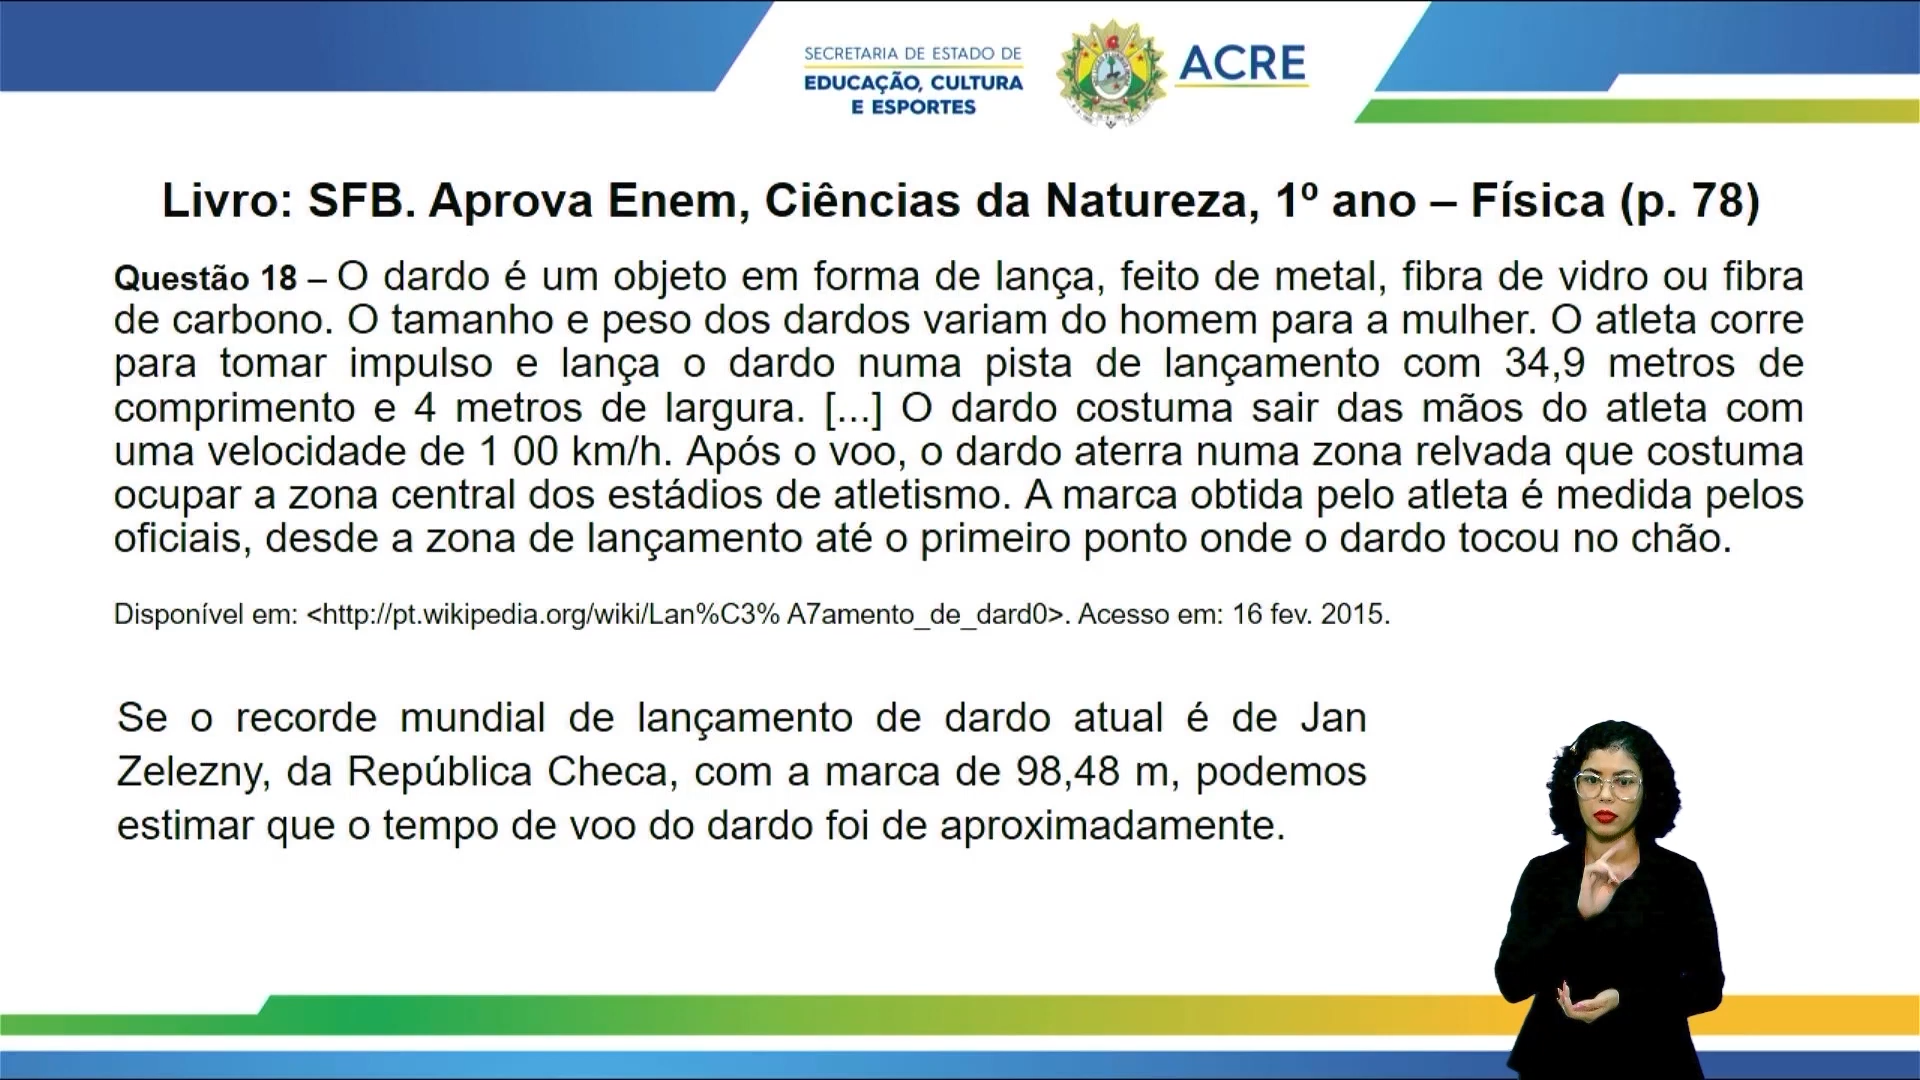 SECRETARIA DE ESTADO DE
EDUCAÇÃO, CULTURA
E ESPORTES
ACRE
Livro: SFB. Aprova Enem, Ciências da Natureza, 1º ano – Física (p. 78)
Questão 18 – O dardo é um objeto em forma de lança, feito de metal, fibra de vidro ou fibra
de carbono. O tamanho e peso dos dardos variam do homem para a mulher. O atleta corre
para tomar impulso e lança o dardo numa pista de lançamento com 34,9 metros de
comprimento e 4 metros de largura. [...] O dardo costuma sair das mãos do atleta com
uma velocidade de 1 00 km/h. Após o voo, o dardo aterra numa zona relvada que costuma
ocupar a zona central dos estádios de atletismo. A marca obtida pelo atleta é medida pelos
oficiais, desde a zona de lançamento até o primeiro ponto onde o dardo tocou no chão.
Disponível em: <http://pt.wikipedia.org/wiki/Lan%C3% A7amento_de_dard0>. Acesso em: 16 fev. 2015.
Se o recorde mundial de lançamento de dardo atual é de Jan
Zelezny, da República Checa, com a marca de 98,48 m, podemos
estimar que o tempo de voo do dardo foi de aproximadamente.